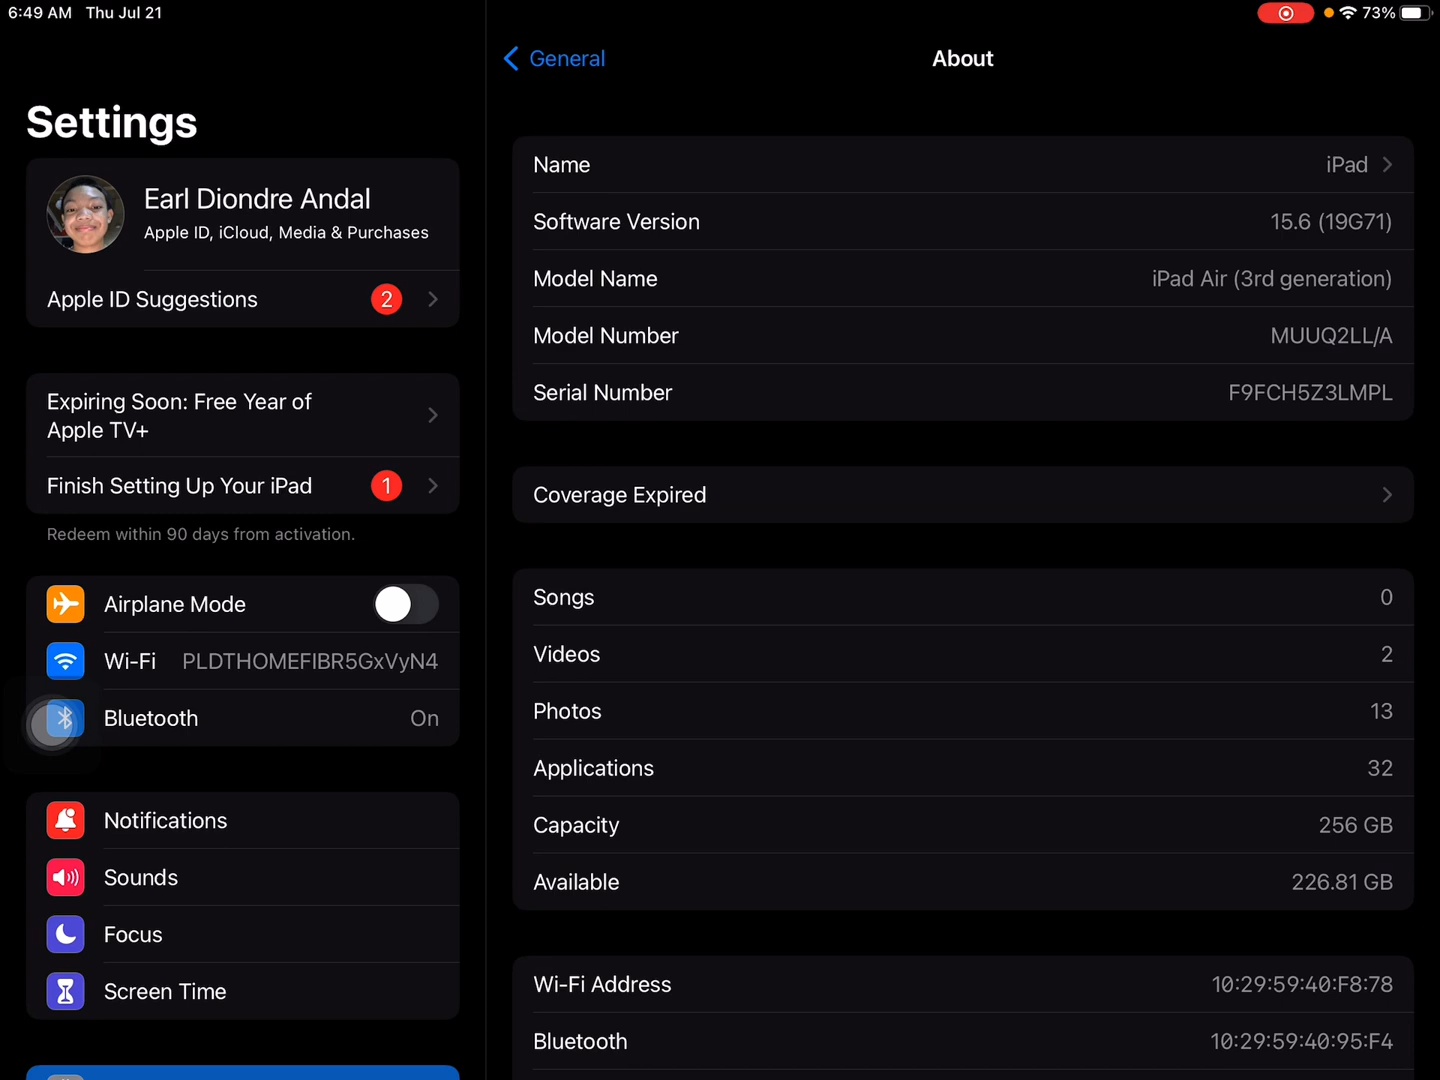 6:49 AM Thu Jul 21
73%
Settings
Earl Diondre Andal
Apple ID, iCloud, Media & Purchases
Apple ID Suggestions 2
Expiring Soon: Free Year of
Apple TV+
Finish Setting Up Your iPad 1
Redeem within 90 days from activation.
Airplane Mode
Wi-Fi PLDTHOMEFIBR5GxVyN4
Bluetooth On
Notifications
Sounds
Focus
Screen Time
General
About
Name iPad
Software Version 15.6 (19G71)
Model Name iPad Air (3rd generation)
Model Number MUUQ2LL/A
Serial Number F9FCH5Z3LMPL
Coverage Expired
Songs 0
Videos 2
Photos 13
Applications 32
Capacity 256 GB
Available 226.81 GB
Wi-Fi Address 10:29:59:40:F8:78
Bluetooth 10:29:59:40:95:F4